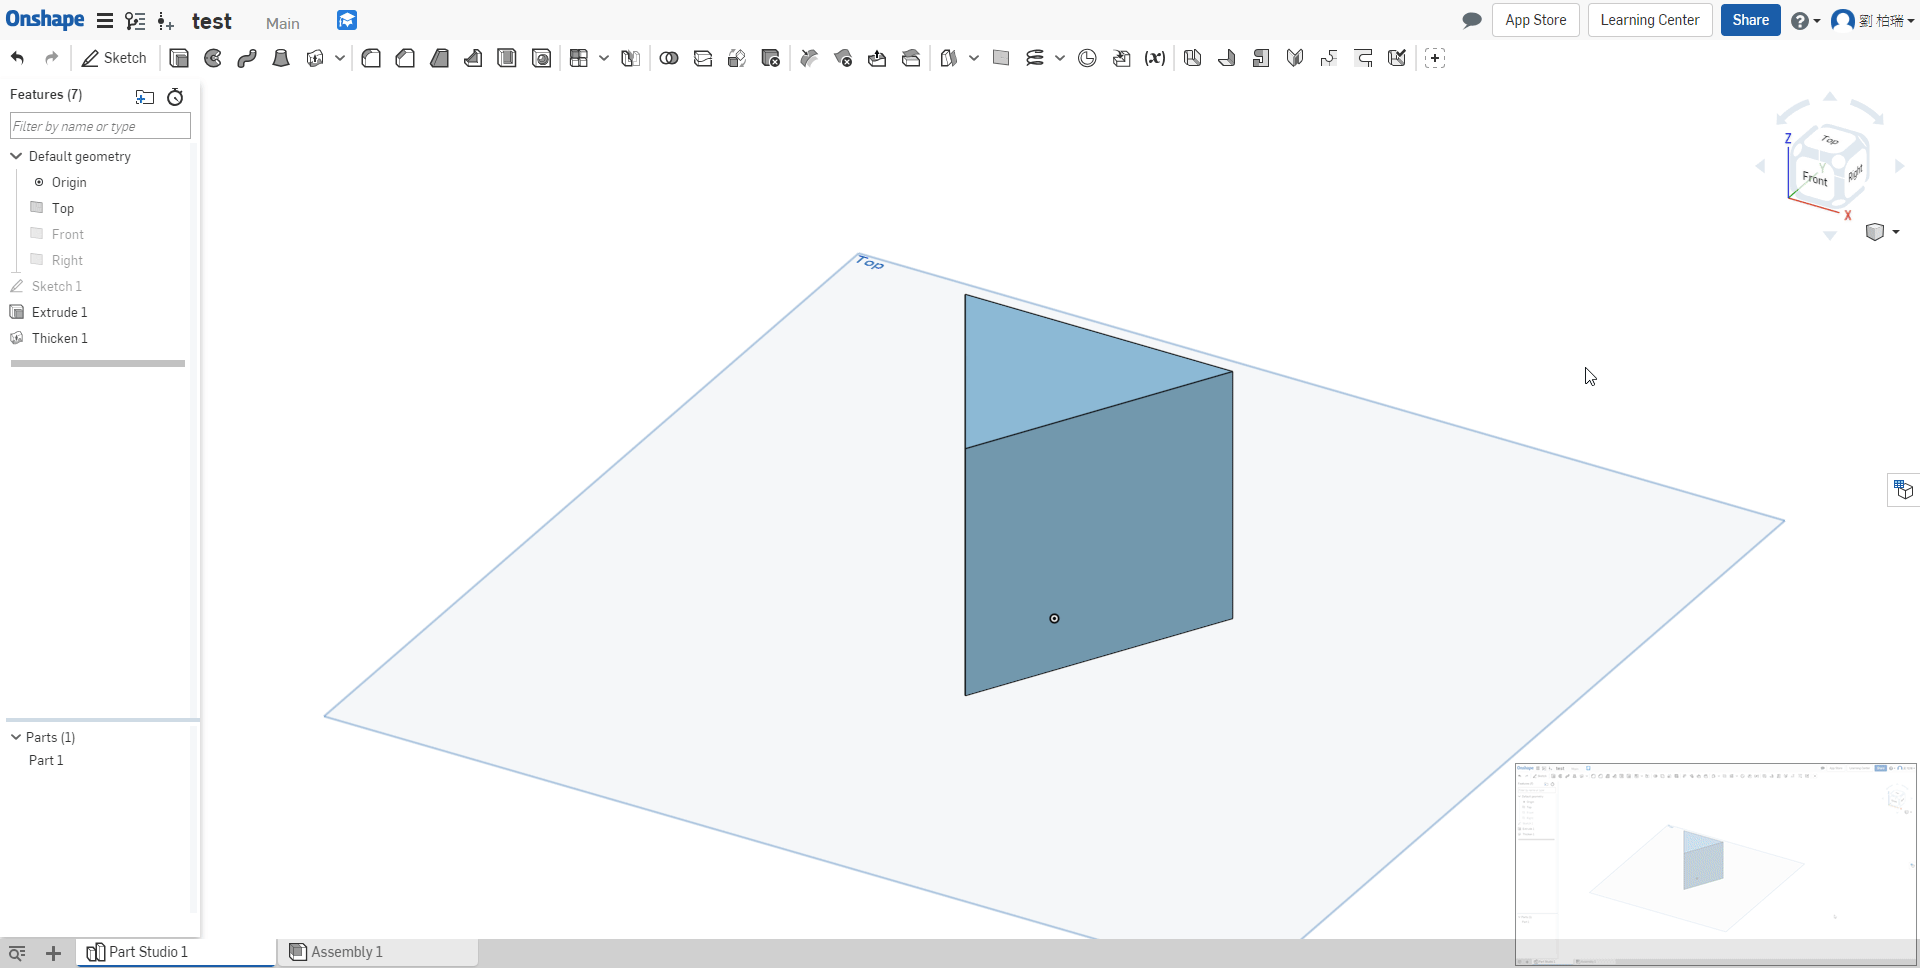 Onshape test Main App Store Learning Center Share 劉 柏瑞
Sketch (x)
Features (7)
Filter by name or type
Default geometry
Origin
Top
Front
Right
Sketch 1
Extrude 1
Thicken 1
Top
Z
Top
Y
Front
Right
X
Parts (1)
Part 1
Part Studio 1
Assembly 1